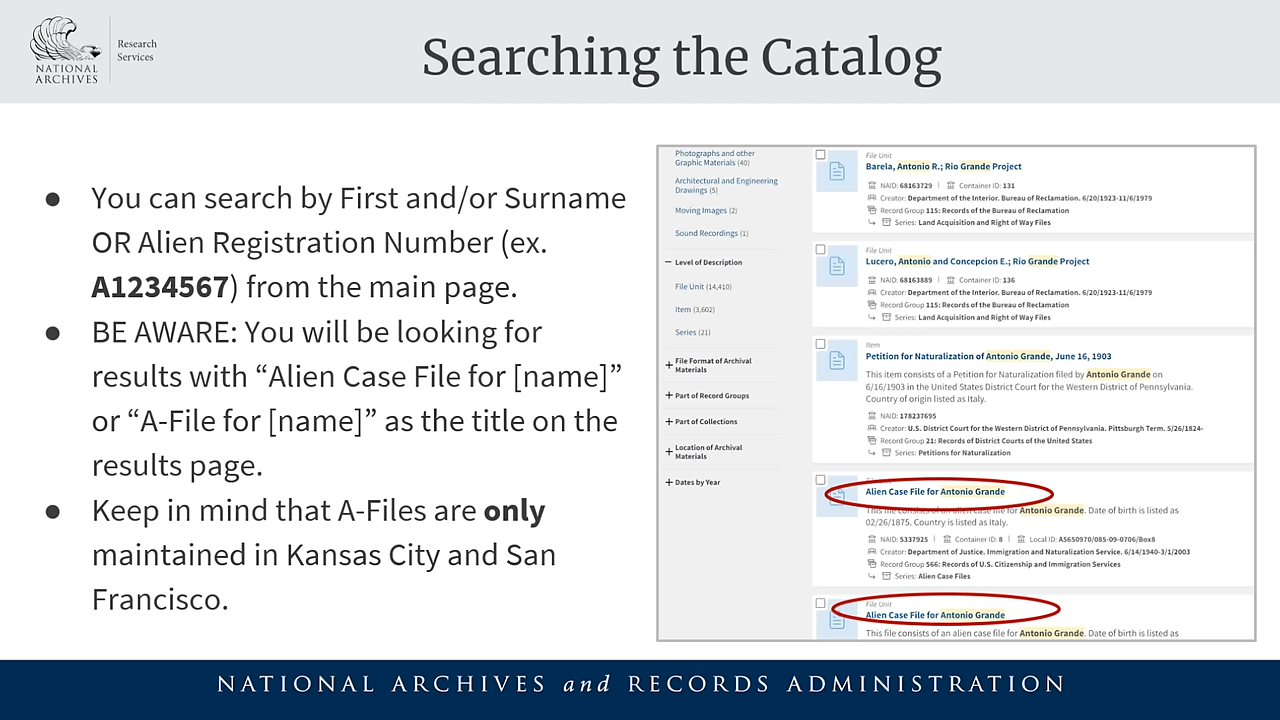 NATIONAL
ARCHIVES
Research
Services
Searching the Catalog
● You can search by First and/or Surname
OR Alien Registration Number (ex.
A1234567) from the main page.
● BE AWARE: You will be looking for
results with “Alien Case File for [name]”
or “A-File for [name]” as the title on the
results page.
● Keep in mind that A-Files are only
maintained in Kansas City and San
Francisco.
Photographs and other
Graphic Materials (40)
Architectural and Engineering
Drawings (5)
Moving Images (2)
Sound Recordings (1)
Level of Description
File Unit (14,410)
Item (3,602)
Series (21)
File Format of Archival
Materials
Part of Record Groups
Part of Collections
Location of Archival
Materials
Dates by Year
File Unit
Barela, Antonio R.; Rio Grande Project
NAID: 68163729 | Container ID: 131
Creator: Department of the Interior. Bureau of Reclamation. 6/20/1923-11/6/1979
Record Group 115: Records of the Bureau of Reclamation
Series: Land Acquisition and Right of Way Files
File Unit
Lucero, Antonio and Concepcion E.; Rio Grande Project
NAID: 68163889 | Container ID: 136
Creator: Department of the Interior. Bureau of Reclamation. 6/20/1923-11/6/1979
Record Group 115: Records of the Bureau of Reclamation
Series: Land Acquisition and Right of Way Files
Item
Petition for Naturalization of Antonio Grande, June 16, 1903
This item consists of a Petition for Naturalization filed by Antonio Grande on
6/16/1903 in the United States District Court for the Western District of Pennsylvania.
Country of origin listed as Italy.
NAID: 178237695
Creator: U.S. District Court for the Western District of Pennsylvania. Pittsburgh Term. 5/26/1824-
Record Group 21: Records of District Courts of the United States
Series: Petitions for Naturalization
Alien Case File for Antonio Grande
This file consists of an alien case file for Antonio Grande. Date of birth is listed as
02/26/1875. Country is listed as Italy.
NAID: 5337925 | Container ID: 8 | Local ID: A5650970/085-09-0706/Box8
Creator: Department of Justice. Immigration and Naturalization Service. 6/14/1940-3/1/2003
Record Group 566: Records of U.S. Citizenship and Immigration Services
Series: Alien Case Files
File Unit
Alien Case File for Antonio Grande
This file consists of an alien case file for Antonio Grande. Date of birth is listed as
NATIONAL ARCHIVES and RECORDS ADMINISTRATION